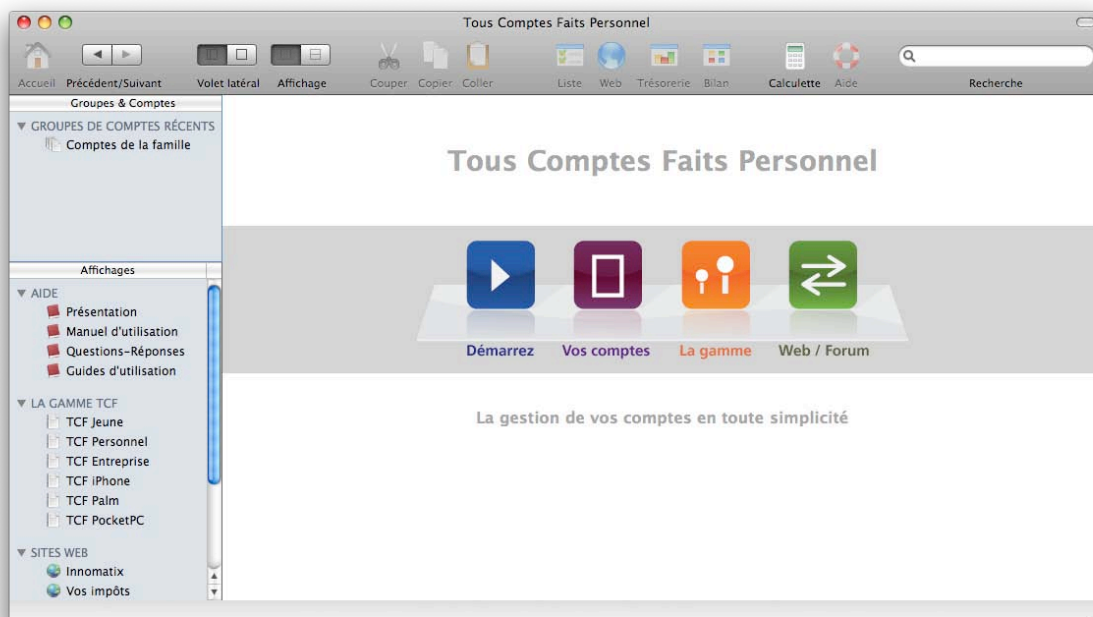 Tous Comptes Faits Personnel
Accueil Précédent/Suivant Volet latéral Affichage Couper Copier Coller Liste Web Trésorerie Bilan Calculette Aide Recherche
Groupes & Comptes
GROUPES DE COMPTES RÉCENTS
Comptes de la famille
Affichages
AIDE
Présentation
Manuel d'utilisation
Questions-Réponses
Guides d'utilisation
LA GAMME TCF
TCF Jeune
TCF Personnel
TCF Entreprise
TCF iPhone
TCF Palm
TCF PocketPC
SITES WEB
Innomatix
Vos impôts
Tous Comptes Faits Personnel
Démarrez Vos comptes La gamme Web / Forum
La gestion de vos comptes en toute simplicité